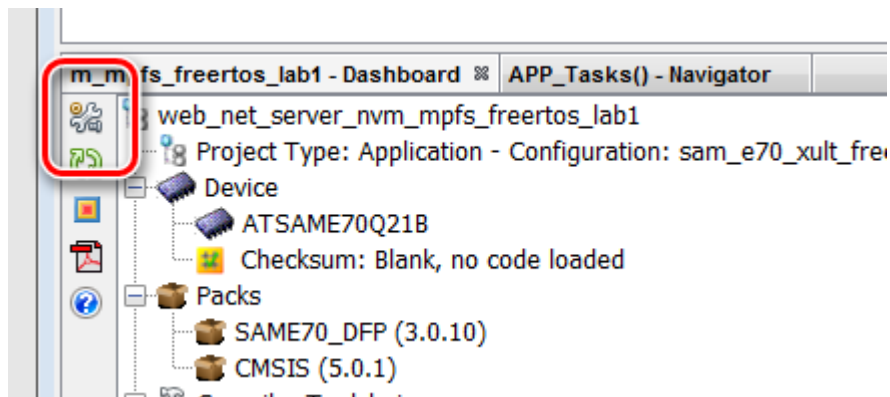 m_mpfs_freertos_lab1 - Dashboard APP_Tasks() - Navigator
web_net_server_nvm_mpfs_freertos_lab1
Project Type: Application - Configuration: sam_e70_xult_free
Device
ATSAME70Q21B
Checksum: Blank, no code loaded
Packs
SAME70_DFP (3.0.10)
CMSIS (5.0.1)